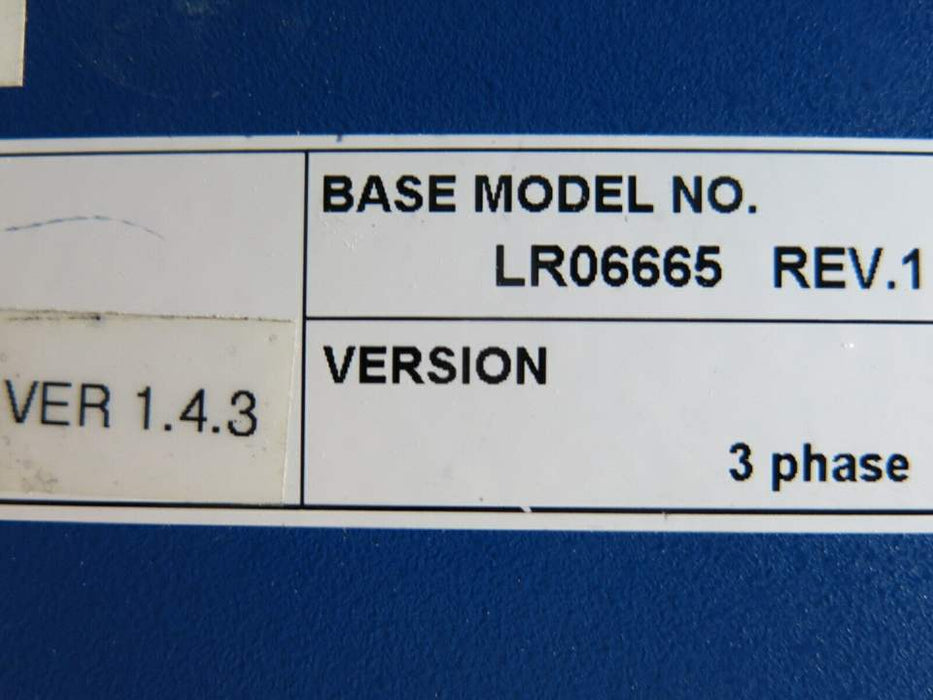 BASE MODEL NO.
LR06665 REV.1
VER 1.4.3
VERSION
3 phase